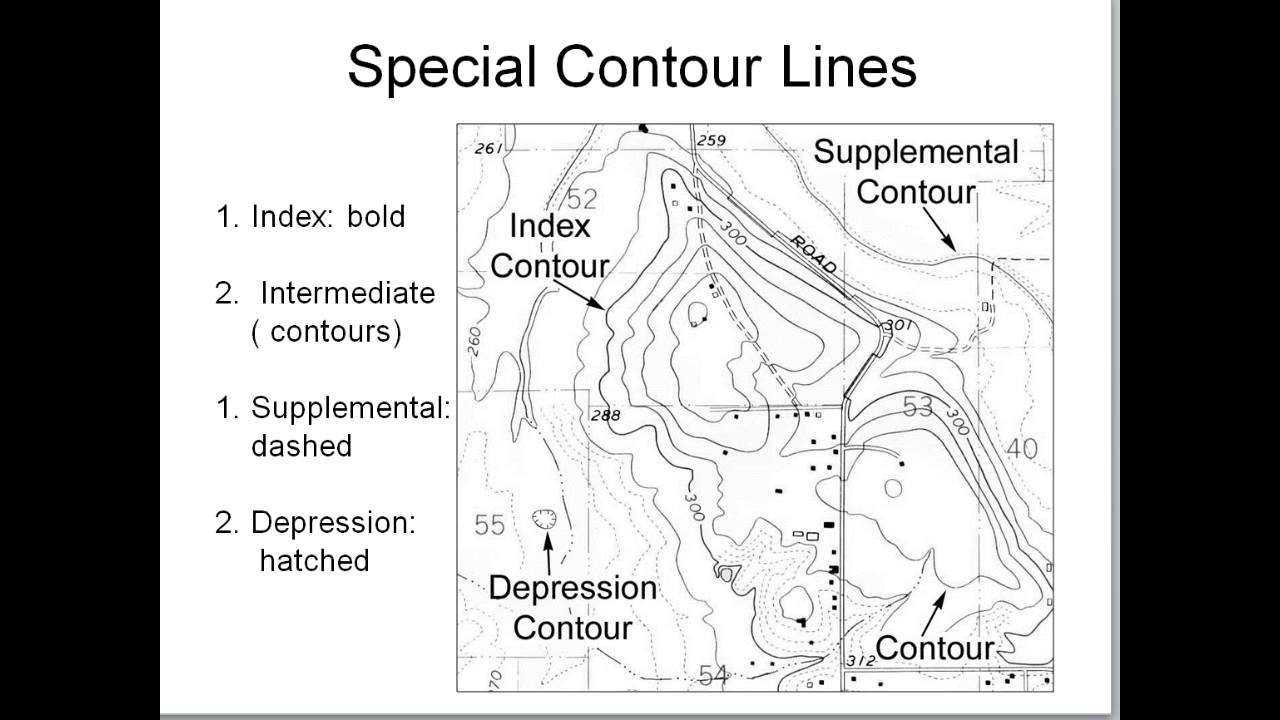 Special Contour Lines
1. Index: bold
2. Intermediate
( contours)
1. Supplemental:
dashed
2. Depression:
hatched
261
259
Supplemental
Contour
52
Index
Contour
300
ROAD
260
301
288
53
300
40
300
55
Depression
Contour
Contour
312
54
70